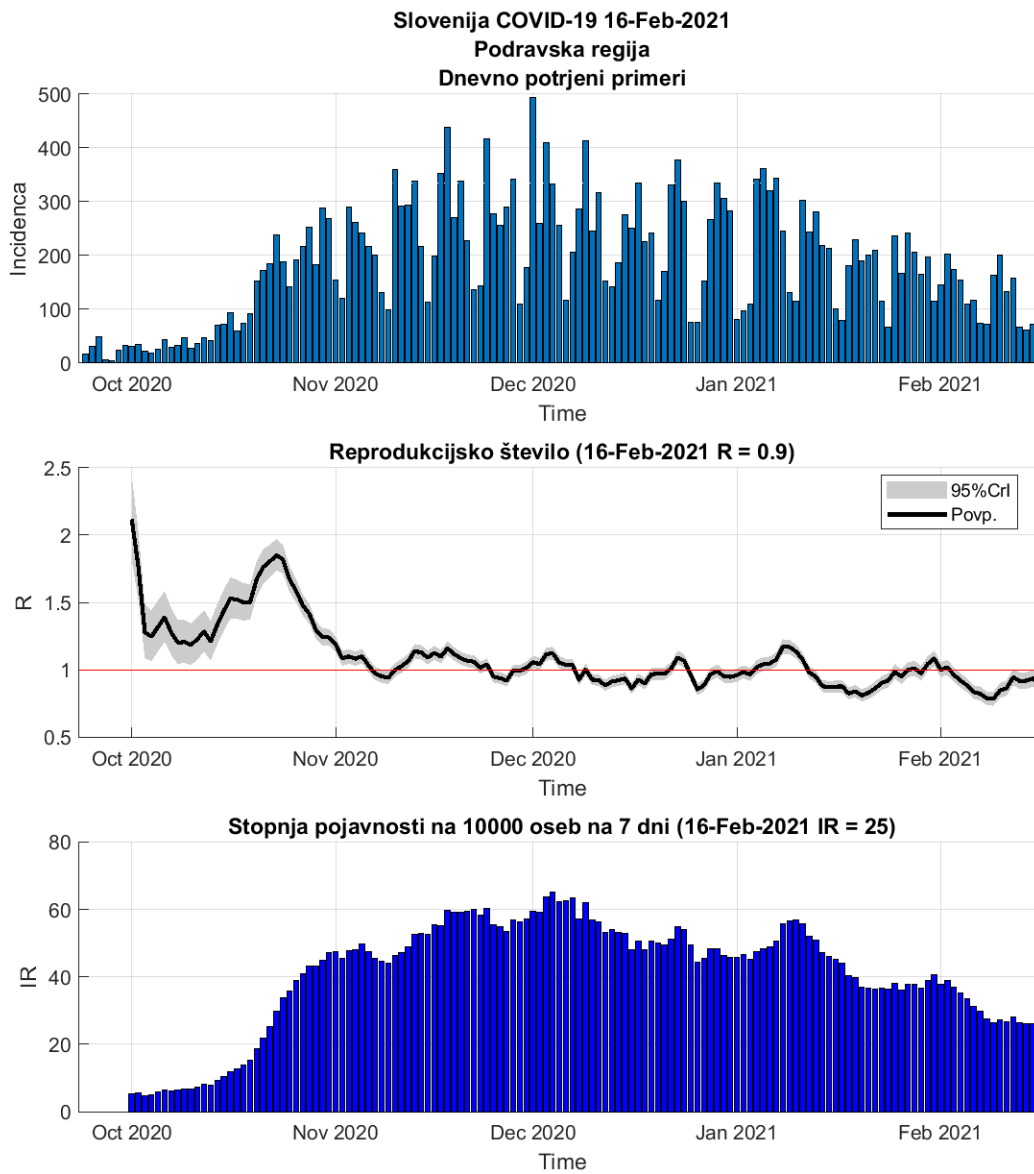 Slovenija COVID-19 16-Feb-2021
Podravska regija
Dnevno potrjeni primeri
500
400
300
200
100
0
Incidenca
Oct 2020 Nov 2020 Dec 2020 Jan 2021 Feb 2021
Time
Reprodukcijsko število (16-Feb-2021 R = 0.9)
2.5
2
1.5
1
0.5
R
95%CrI
Povp.
Oct 2020 Nov 2020 Dec 2020 Jan 2021 Feb 2021
Time
Stopnja pojavnosti na 10000 oseb na 7 dni (16-Feb-2021 IR = 25)
80
60
40
20
0
IR
Oct 2020 Nov 2020 Dec 2020 Jan 2021 Feb 2021
Time